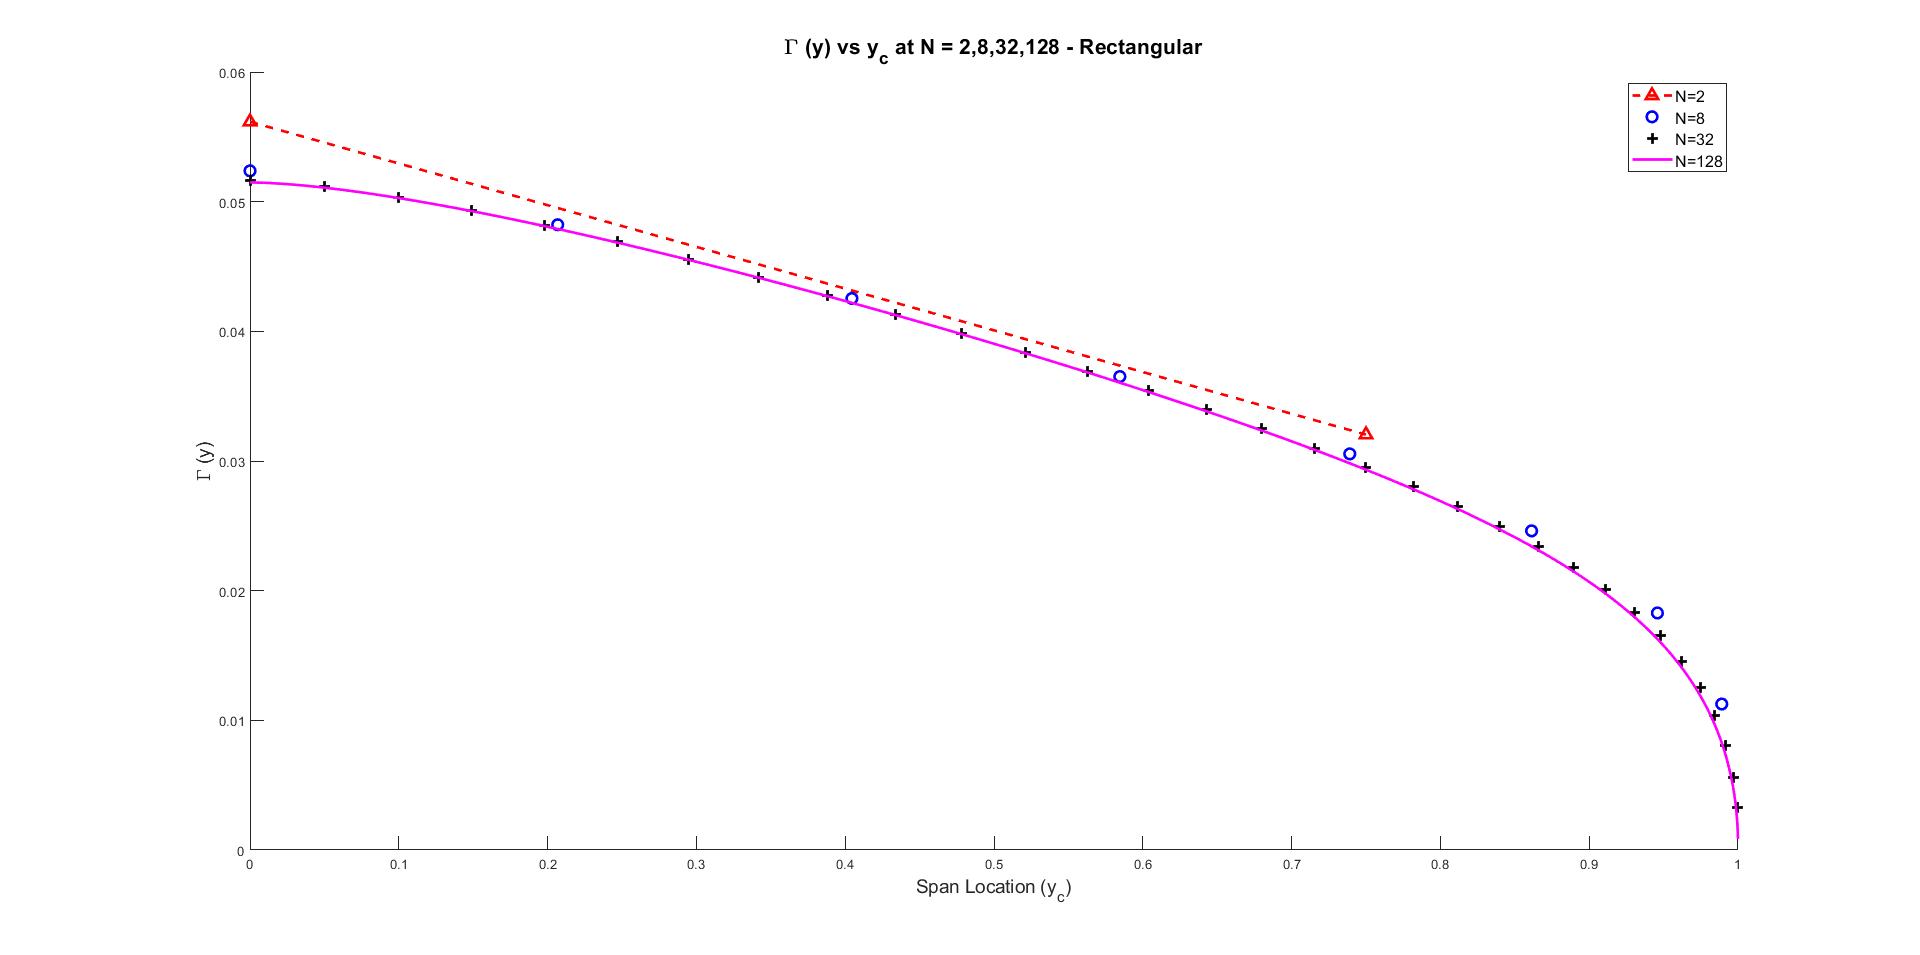 Γ (y) vs y_c at N = 2,8,32,128 - Rectangular
N=2
N=8
N=32
N=128
Γ (y)
0.06
0.05
0.04
0.03
0.02
0.01
0
0 0.1 0.2 0.3 0.4 0.5 0.6 0.7 0.8 0.9 1
Span Location (y_c)